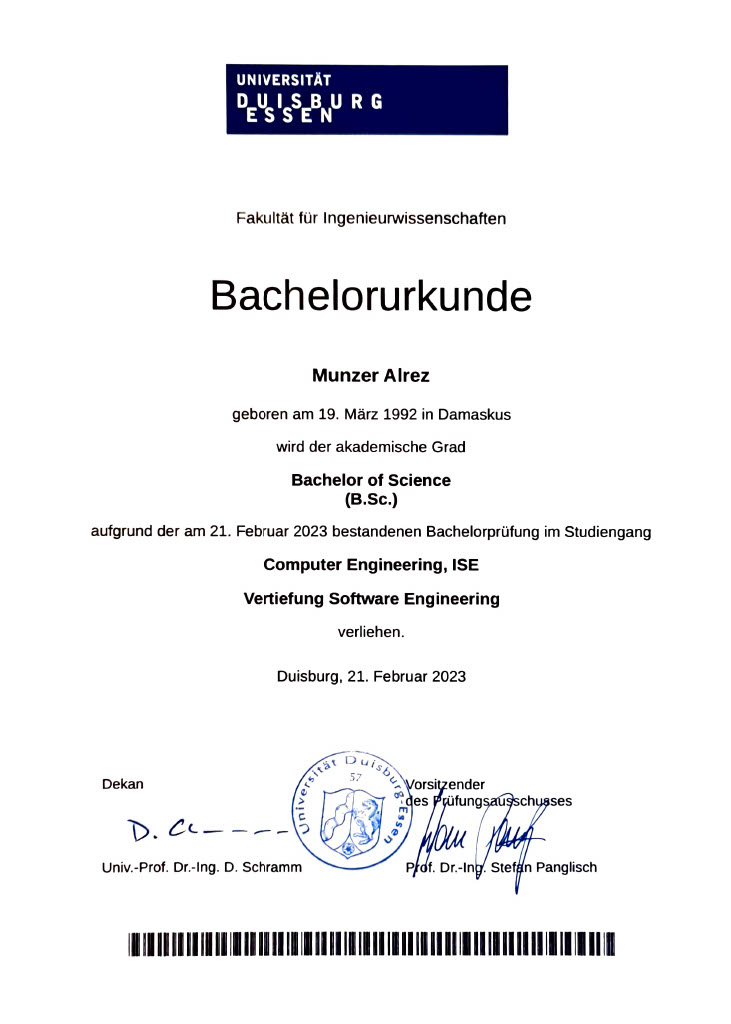 UNIVERSITÄT
DUISBURG
ESSEN
Fakultät für Ingenieurwissenschaften
Bachelorurkunde
Munzer Alrez
geboren am 19. März 1992 in Damaskus
wird der akademische Grad
Bachelor of Science
(B.Sc.)
aufgrund der am 21. Februar 2023 bestandenen Bachelorprüfung im Studiengang
Computer Engineering, ISE
Vertiefung Software Engineering
verliehen.
Duisburg, 21. Februar 2023
Dekan
Vorsitzender
des Prüfungsausschusses
Universität Duisburg-Essen
57
Univ.-Prof. Dr.-Ing. D. Schramm
Prof. Dr.-Ing. Stefan Panglisch